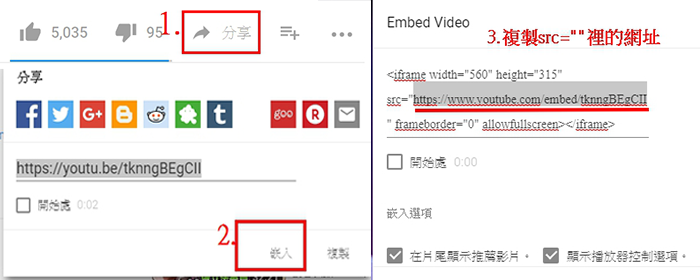 5,035
95
1.
分享
分享
goo
https://youtu.be/tknngBEgCII
開始處 0:02
2.
嵌入 複製
Embed Video
3.複製src=""裡的網址
<iframe width="560" height="315"
src="https://www.youtube.com/embed/tknngBEgCII
" frameborder="0" allowfullscreen></iframe>
開始處 0:00
嵌入選項
在片尾顯示推薦影片。 顯示播放器控制選項。